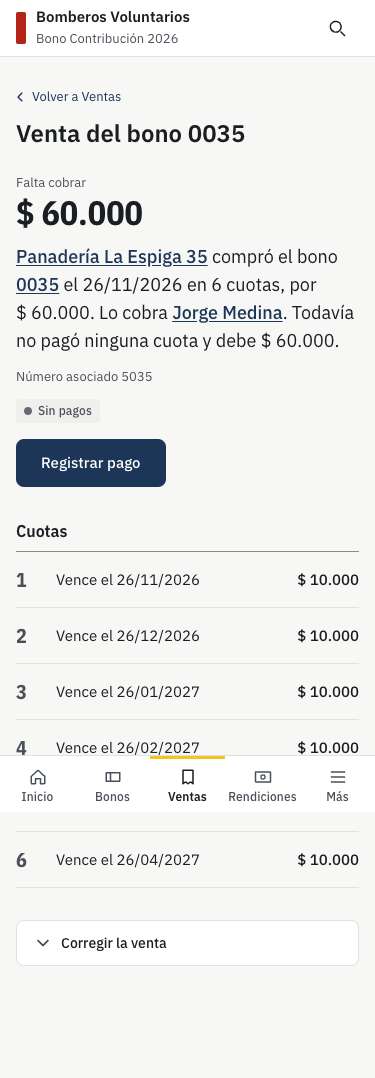 Bomberos Voluntarios
Bono Contribución 2026
Volver a Ventas
Venta del bono 0035
Falta cobrar
$ 60.000
Panadería La Espiga 35 compró el bono
0035 el 26/11/2026 en 6 cuotas, por
$ 60.000. Lo cobra Jorge Medina. Todavía
no pagó ninguna cuota y debe $ 60.000.
Número asociado 5035
Sin pagos
Registrar pago
Cuotas
1 Vence el 26/11/2026 $ 10.000
2 Vence el 26/12/2026 $ 10.000
3 Vence el 26/01/2027 $ 10.000
4 Vence el 26/02/2027 $ 10.000
Inicio Bonos Ventas Rendiciones Más
6 Vence el 26/04/2027 $ 10.000
Corregir la venta